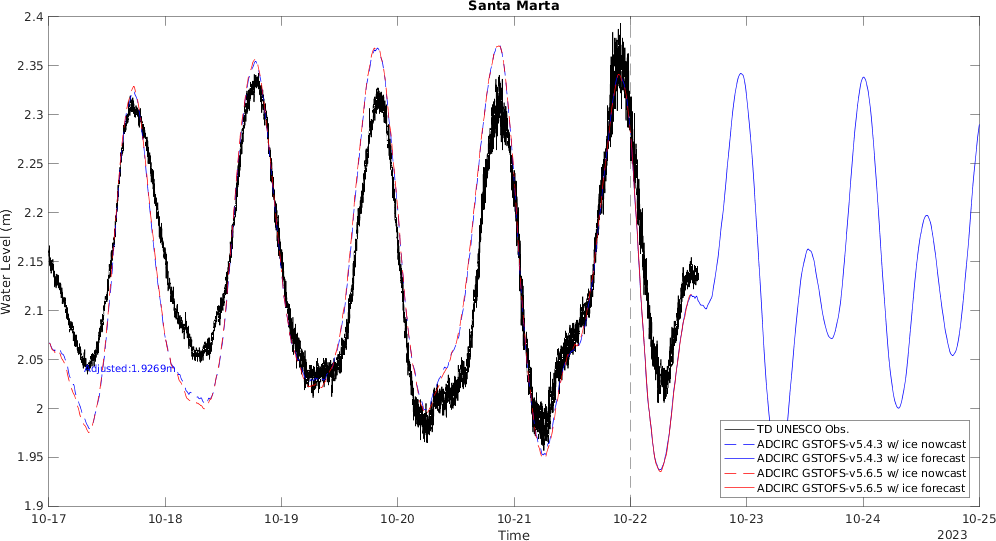 Santa Marta
2.4
2.35
2.3
2.25
2.2
2.15
2.1
2.05
2
1.95
1.9
Water Level (m)
Adjusted:1.9269m
TD UNESCO Obs.
ADCIRC GSTOFS-v5.4.3 w/ ice nowcast
ADCIRC GSTOFS-v5.4.3 w/ ice forecast
ADCIRC GSTOFS-v5.6.5 w/ ice nowcast
ADCIRC GSTOFS-v5.6.5 w/ ice forecast
10-17 10-18 10-19 10-20 10-21 10-22 10-23 10-24 10-25
Time
2023